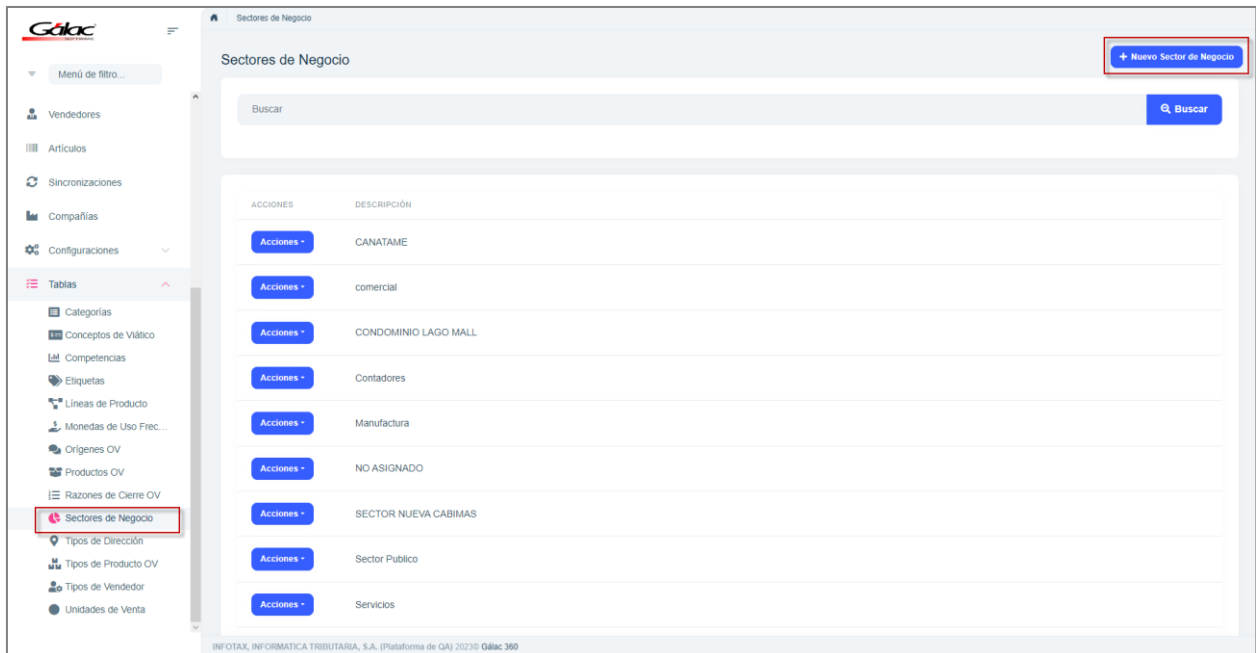 Gálac
SOFTWARE
Menú de filtro...
Vendedores
Artículos
Sincronizaciones
Compañías
Configuraciones
Tablas
Categorías
Conceptos de Viático
Competencias
Etiquetas
Líneas de Producto
Monedas de Uso Frec...
Orígenes OV
Productos OV
Razones de Cierre OV
Sectores de Negocio
Tipos de Dirección
Tipos de Producto OV
Tipos de Vendedor
Unidades de Venta
Sectores de Negocio
Sectores de Negocio
+ Nuevo Sector de Negocio
Buscar
Buscar
ACCIONES DESCRIPCIÓN
Acciones CANATAME
Acciones comercial
Acciones CONDOMINIO LAGO MALL
Acciones Contadores
Acciones Manufactura
Acciones NO ASIGNADO
Acciones SECTOR NUEVA CABIMAS
Acciones Sector Publico
Acciones Servicios
INFOTAX, INFORMATICA TRIBUTARIA, S.A. (Plataforma de QA) 2023© Gálac 360